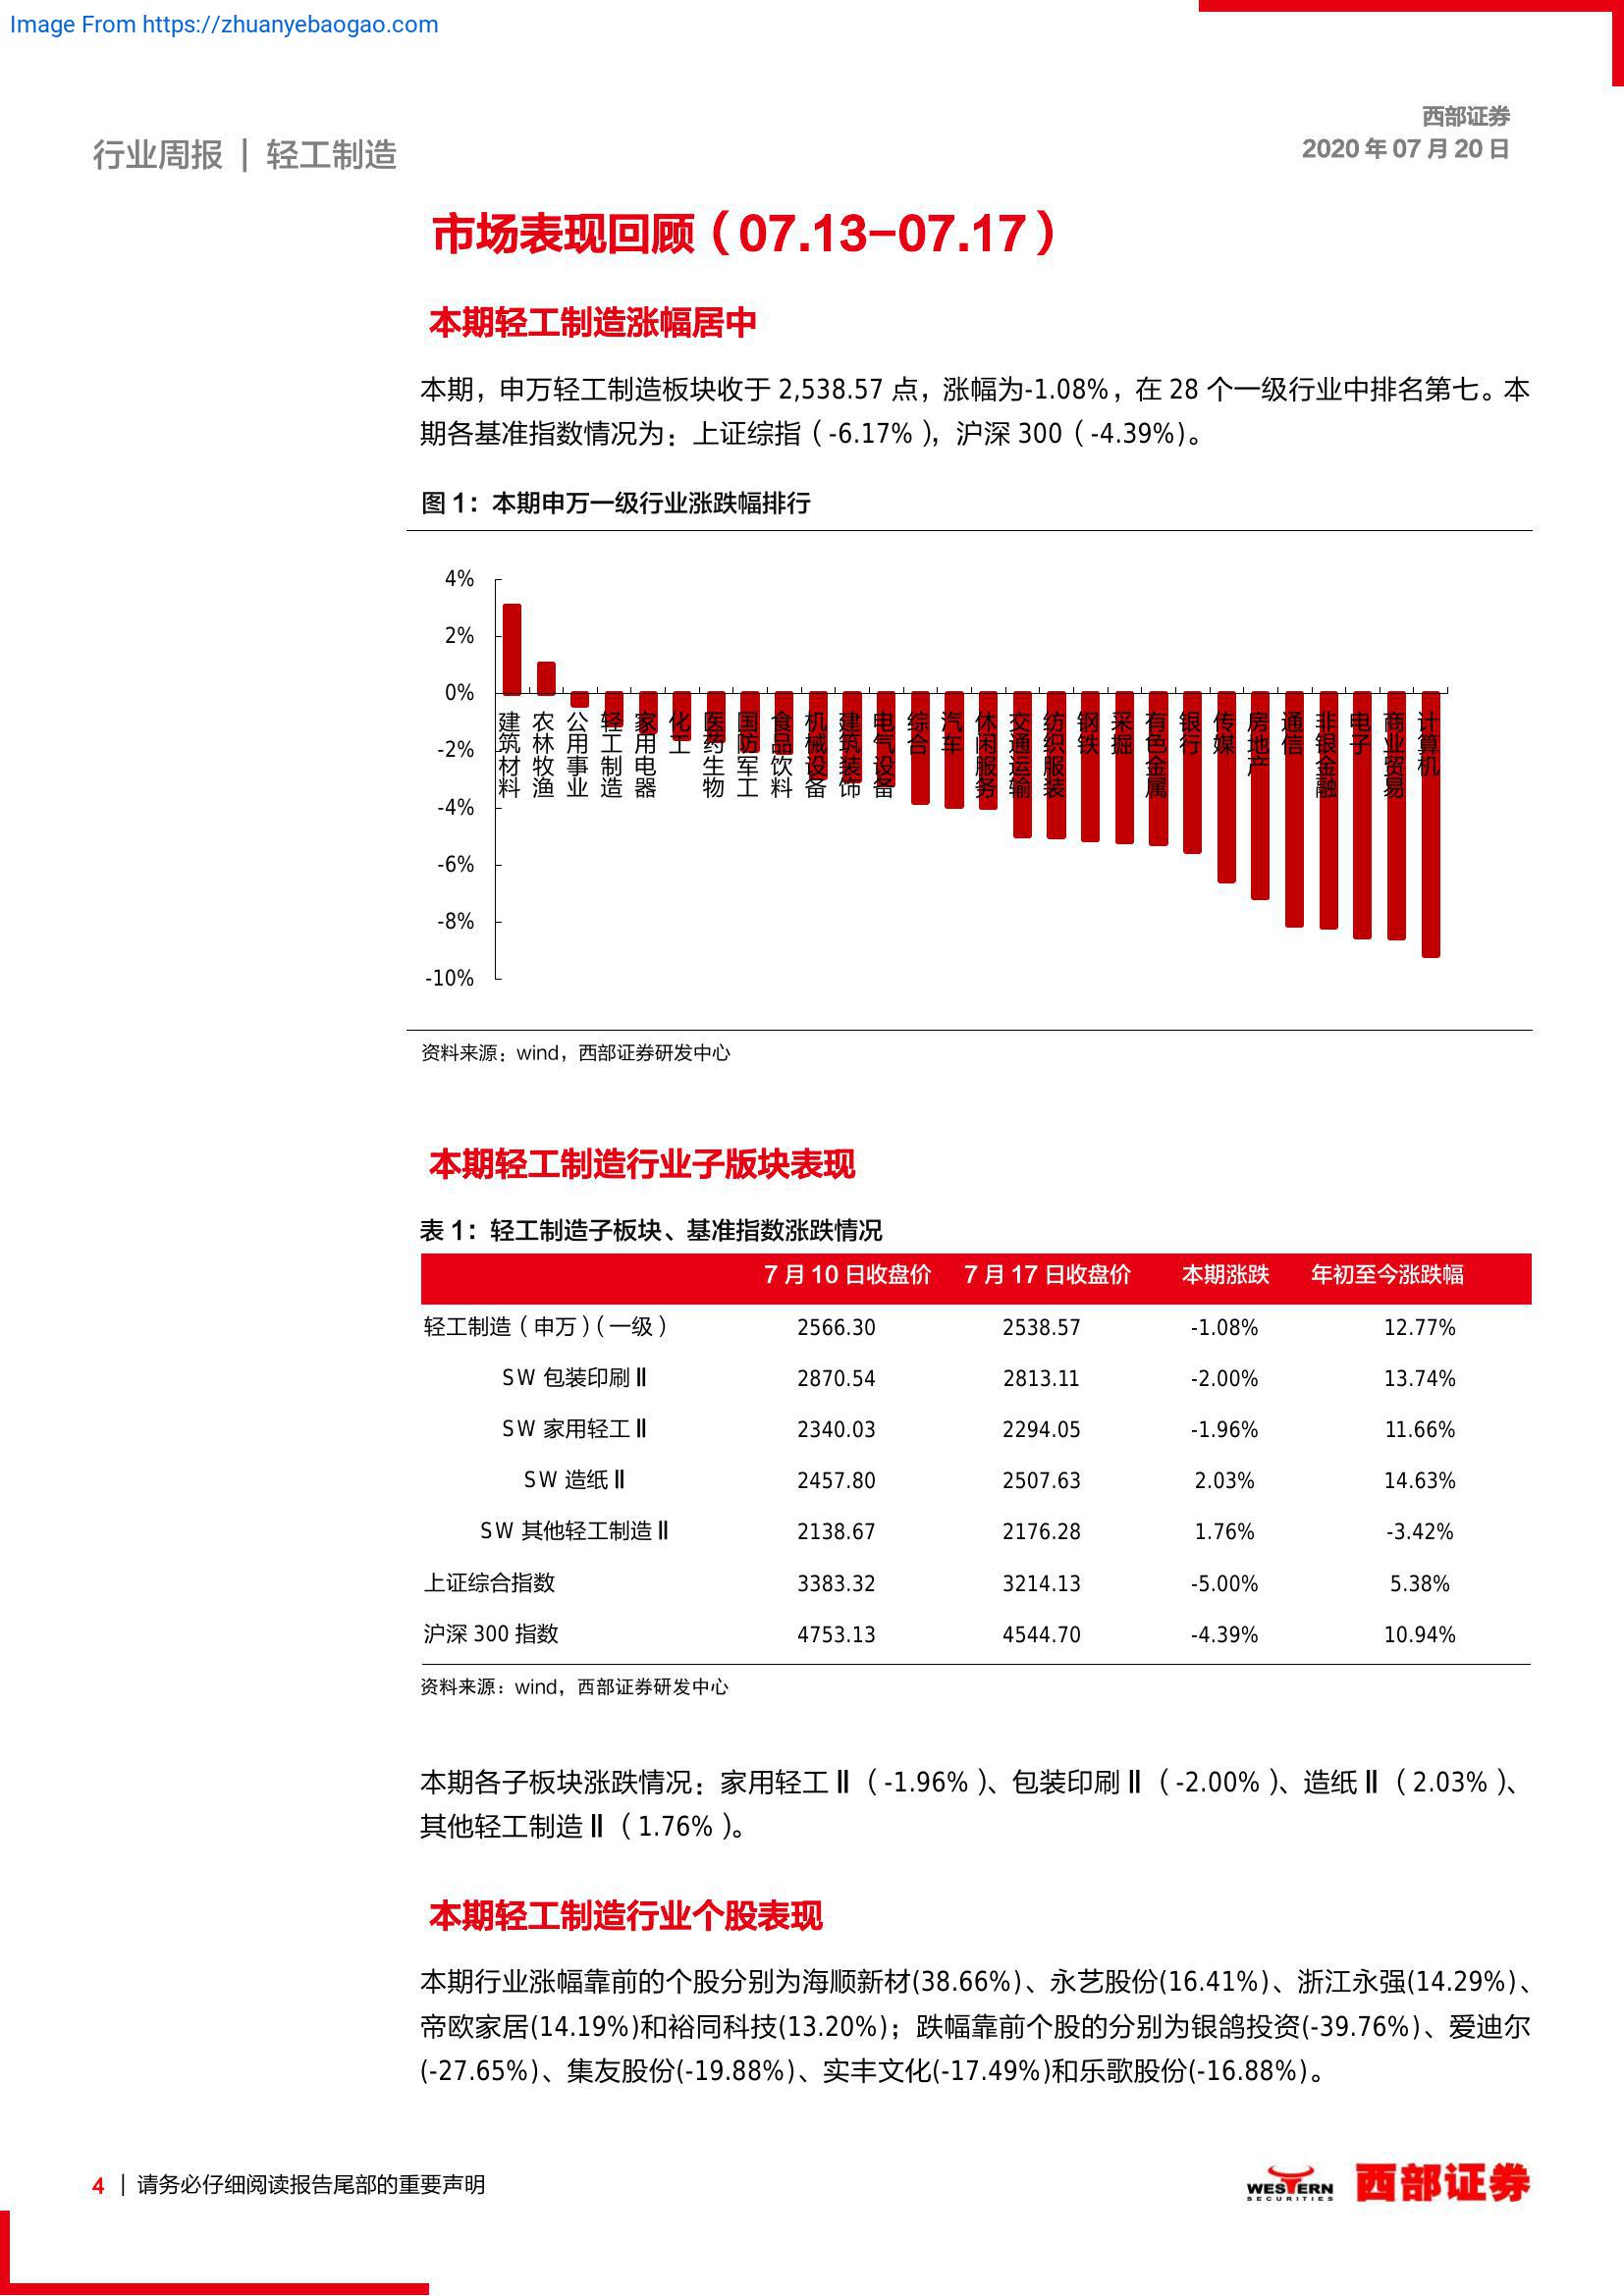 Image From https://zhuanyebaogao.com
行业周报 | 轻工制造
西部证券
2020 年 07 月 20 日
市场表现回顾（07.13-07.17）
本期轻工制造涨幅居中
本期，申万轻工制造板块收于 2,538.57 点，涨幅为-1.08%，在 28 个一级行业中排名第七。本
期各基准指数情况为：上证综指（-6.17%），沪深 300（-4.39%)。
图 1：本期申万一级行业涨跌幅排行
4%
2%
0%
-2%
-4%
-6%
-8%
-10%
建筑材料
农林牧渔
公用事业
轻工制造
家用电器
化工
医药生物
国防军工
食品饮料
机械设备
建筑装饰
电气设备
综合
汽车
休闲服务
交通运输
纺织服装
钢铁
采掘
有色金属
银行
传媒
房地产
通信
非银金融
电子
商业贸易
计算机
资料来源：wind，西部证券研发中心
本期轻工制造行业子版块表现
表 1：轻工制造子板块、基准指数涨跌情况
7 月 10 日收盘价 7 月 17 日收盘价 本期涨跌 年初至今涨跌幅
轻工制造（申万）（一级） 2566.30 2538.57 -1.08% 12.77%
SW 包装印刷Ⅱ 2870.54 2813.11 -2.00% 13.74%
SW 家用轻工Ⅱ 2340.03 2294.05 -1.96% 11.66%
SW 造纸Ⅱ 2457.80 2507.63 2.03% 14.63%
SW 其他轻工制造Ⅱ 2138.67 2176.28 1.76% -3.42%
上证综合指数 3383.32 3214.13 -5.00% 5.38%
沪深 300 指数 4753.13 4544.70 -4.39% 10.94%
资料来源：wind，西部证券研发中心
本期各子板块涨跌情况：家用轻工Ⅱ（-1.96%）、包装印刷Ⅱ（-2.00%）、造纸Ⅱ（2.03%）、
其他轻工制造Ⅱ（1.76%）。
本期轻工制造行业个股表现
本期行业涨幅靠前的个股分别为海顺新材(38.66%)、永艺股份(16.41%)、浙江永强(14.29%)、
帝欧家居(14.19%)和裕同科技(13.20%)；跌幅靠前个股的分别为银鸽投资(-39.76%)、爱迪尔
(-27.65%)、集友股份(-19.88%)、实丰文化(-17.49%)和乐歌股份(-16.88%)。
4 | 请务必仔细阅读报告尾部的重要声明
WESTERN
SECURITIES
西部证券